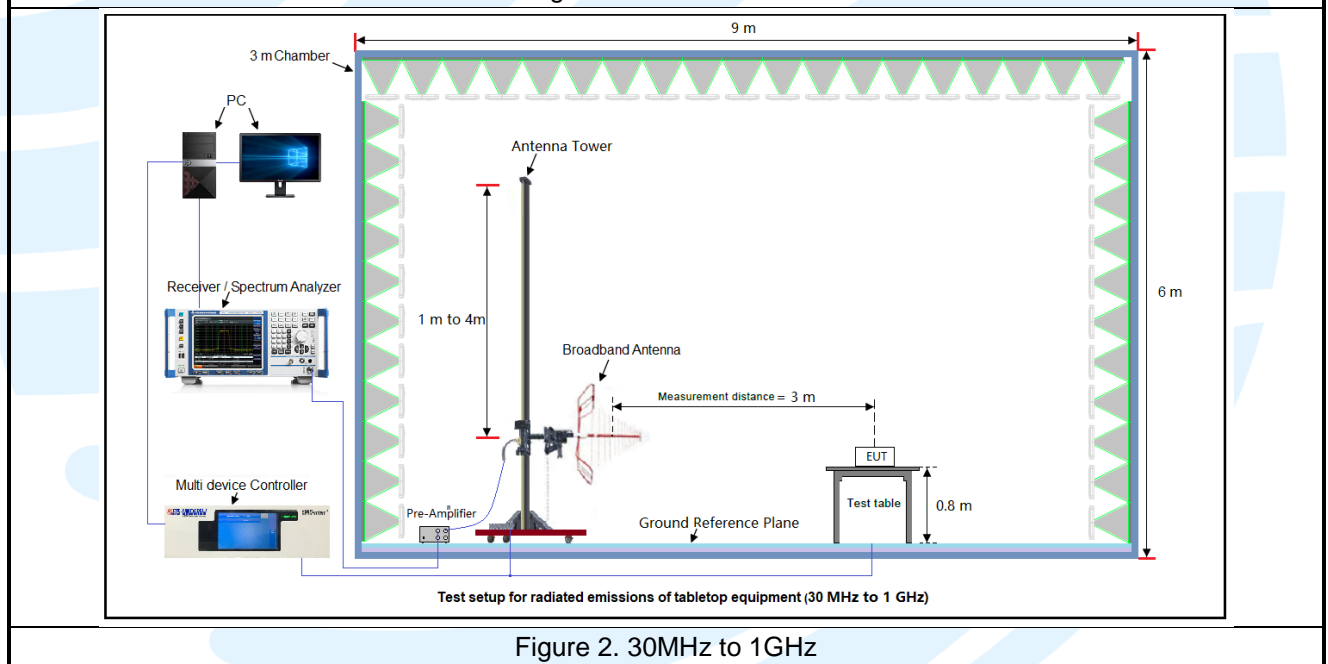 9 m
3 m Chamber
PC
Antenna Tower
Receiver / Spectrum Analyzer
1 m to 4m
6 m
Broadband Antenna
Measurement distance = 3 m
EUT
Multi device Controller
Pre-Amplifier
Test table
0.8 m
Ground Reference Plane
Test setup for radiated emissions of tabletop equipment (30 MHz to 1 GHz)
Figure 2. 30MHz to 1GHz